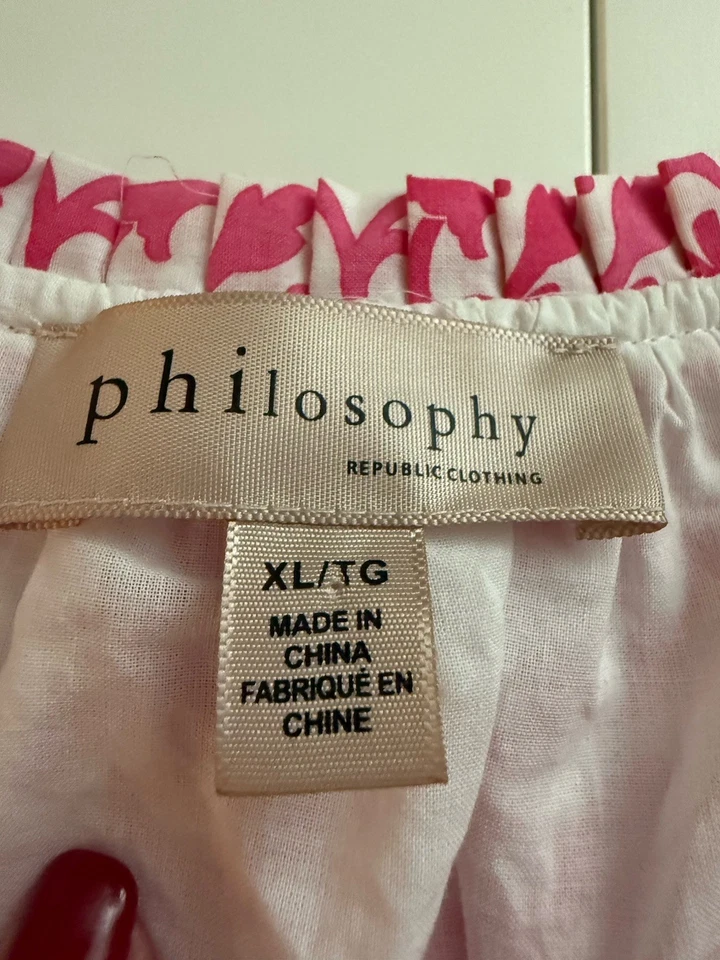 philosophy
REPUBLIC CLOTHING
XL/TG
MADE IN
CHINA
FABRIQUÉ EN
CHINE